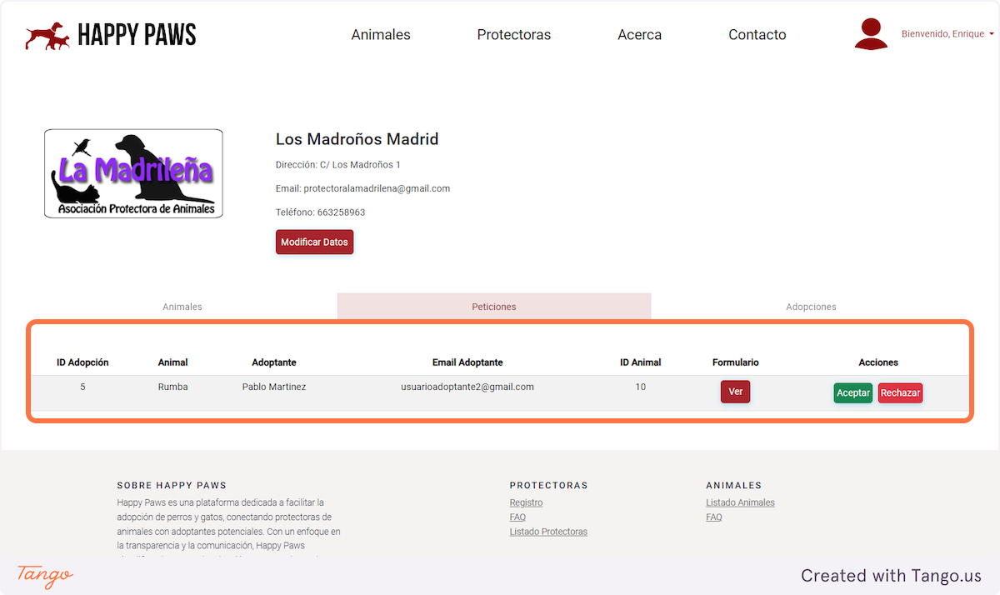 HAPPY PAWS
Animales
Protectoras
Acerca
Contacto
Bienvenido, Enrique
La Madrileña
Asociación Protectora de Animales
Los Madroños Madrid
Dirección: C/ Los Madroños 1
Email: protectoralamadrilena@gmail.com
Teléfono: 663258963
Modificar Datos
Animales
Peticiones
Adopciones
ID Adopción Animal Adoptante Email Adoptante ID Animal Formulario Acciones
5 Rumba Pablo Martinez usuarioadoptante2@gmail.com 10 Ver Aceptar Rechazar
SOBRE HAPPY PAWS
Happy Paws es una plataforma dedicada a facilitar la
adopción de perros y gatos, conectando protectoras de
animales con adoptantes potenciales. Con un enfoque en
la transparencia y la comunicación, Happy Paws
PROTECTORAS
Registro
FAQ
Listado Protectoras
ANIMALES
Listado Animales
FAQ
Tango
Created with Tango.us